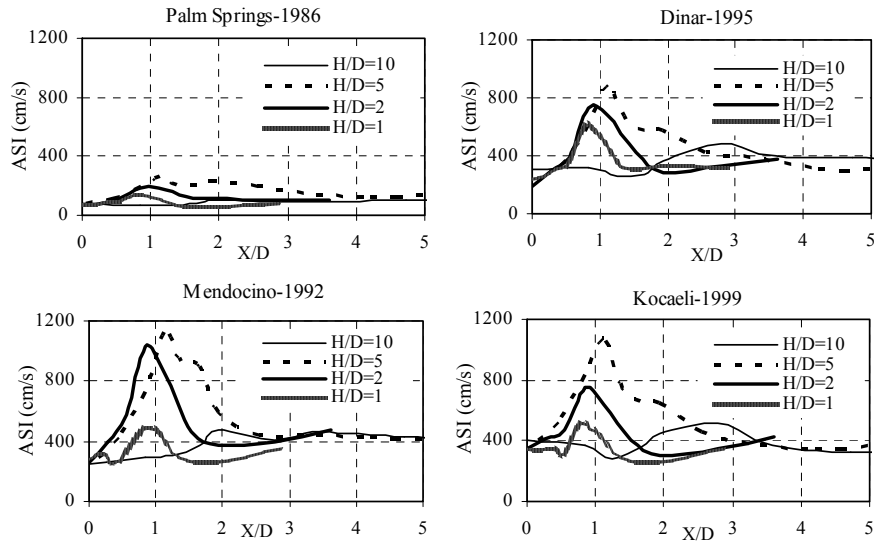 Palm Springs-1986
ASI (cm/s)
1200
800
400
0
H/D=10
H/D=5
H/D=2
H/D=1
0 1 2 3 4 5
X/D
Dinar-1995
ASI (cm/s)
1200
800
400
0
H/D=10
H/D=5
H/D=2
H/D=1
0 1 2 3 4 5
X/D
Mendocino-1992
ASI (cm/s)
1200
800
400
0
H/D=10
H/D=5
H/D=2
H/D=1
0 1 2 3 4 5
X/D
Kocaeli-1999
ASI (cm/s)
1200
800
400
0
H/D=10
H/D=5
H/D=2
H/D=1
0 1 2 3 4 5
X/D